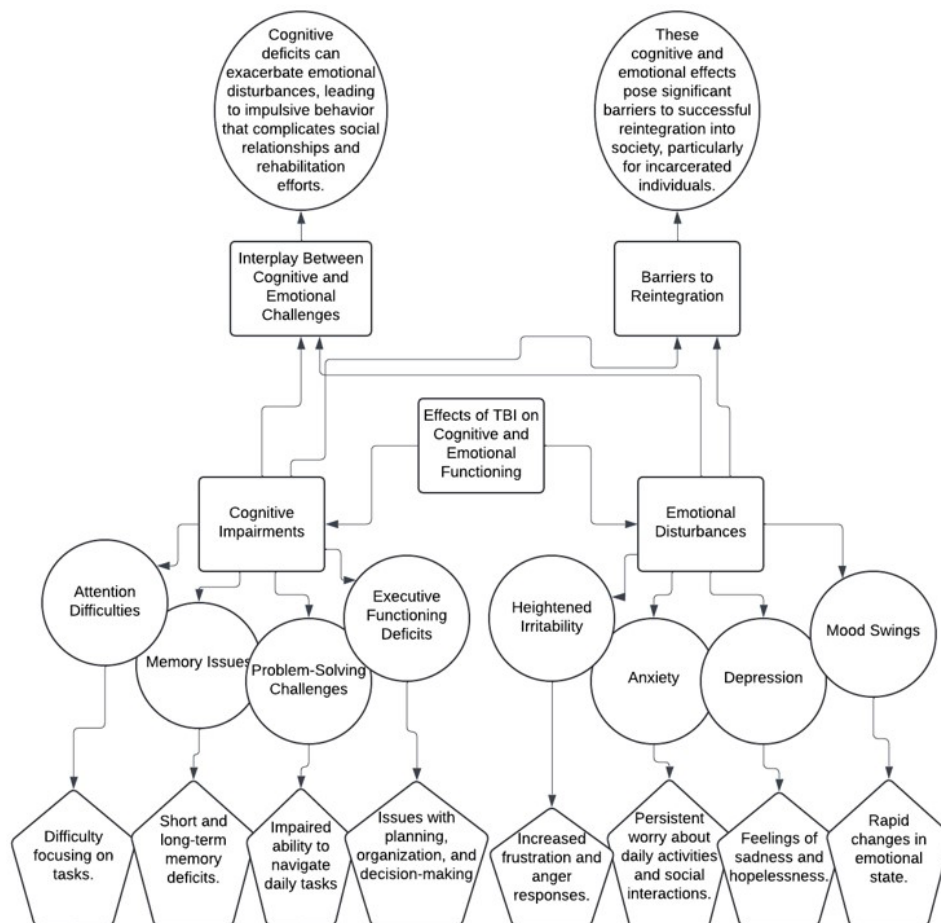 Cognitive
deficits can
exacerbate emotional
disturbances, leading
to impulsive behavior
that complicates social
relationships and
rehabilitation
efforts.
These
cognitive and
emotional effects
pose significant
barriers to successful
reintegration into
society, particularly
for incarcerated
individuals.
Interplay Between
Cognitive and
Emotional
Challenges
Barriers to
Reintegration
Effects of TBI on
Cognitive and
Emotional
Functioning
Cognitive
Impairments
Emotional
Disturbances
Attention
Difficulties
Memory Issues
Problem-Solving
Challenges
Executive
Functioning
Deficits
Heightened
Irritability
Anxiety
Depression
Mood Swings
Difficulty
focusing on
tasks.
Short and
long-term
memory
deficits.
Impaired
ability to
navigate
daily tasks
Issues with
planning,
organization, and
decision-making
Increased
frustration and
anger
responses.
Persistent
worry about
daily activities
and social
interactions.
Feelings of
sadness and
hopelessness.
Rapid
changes in
emotional
state.